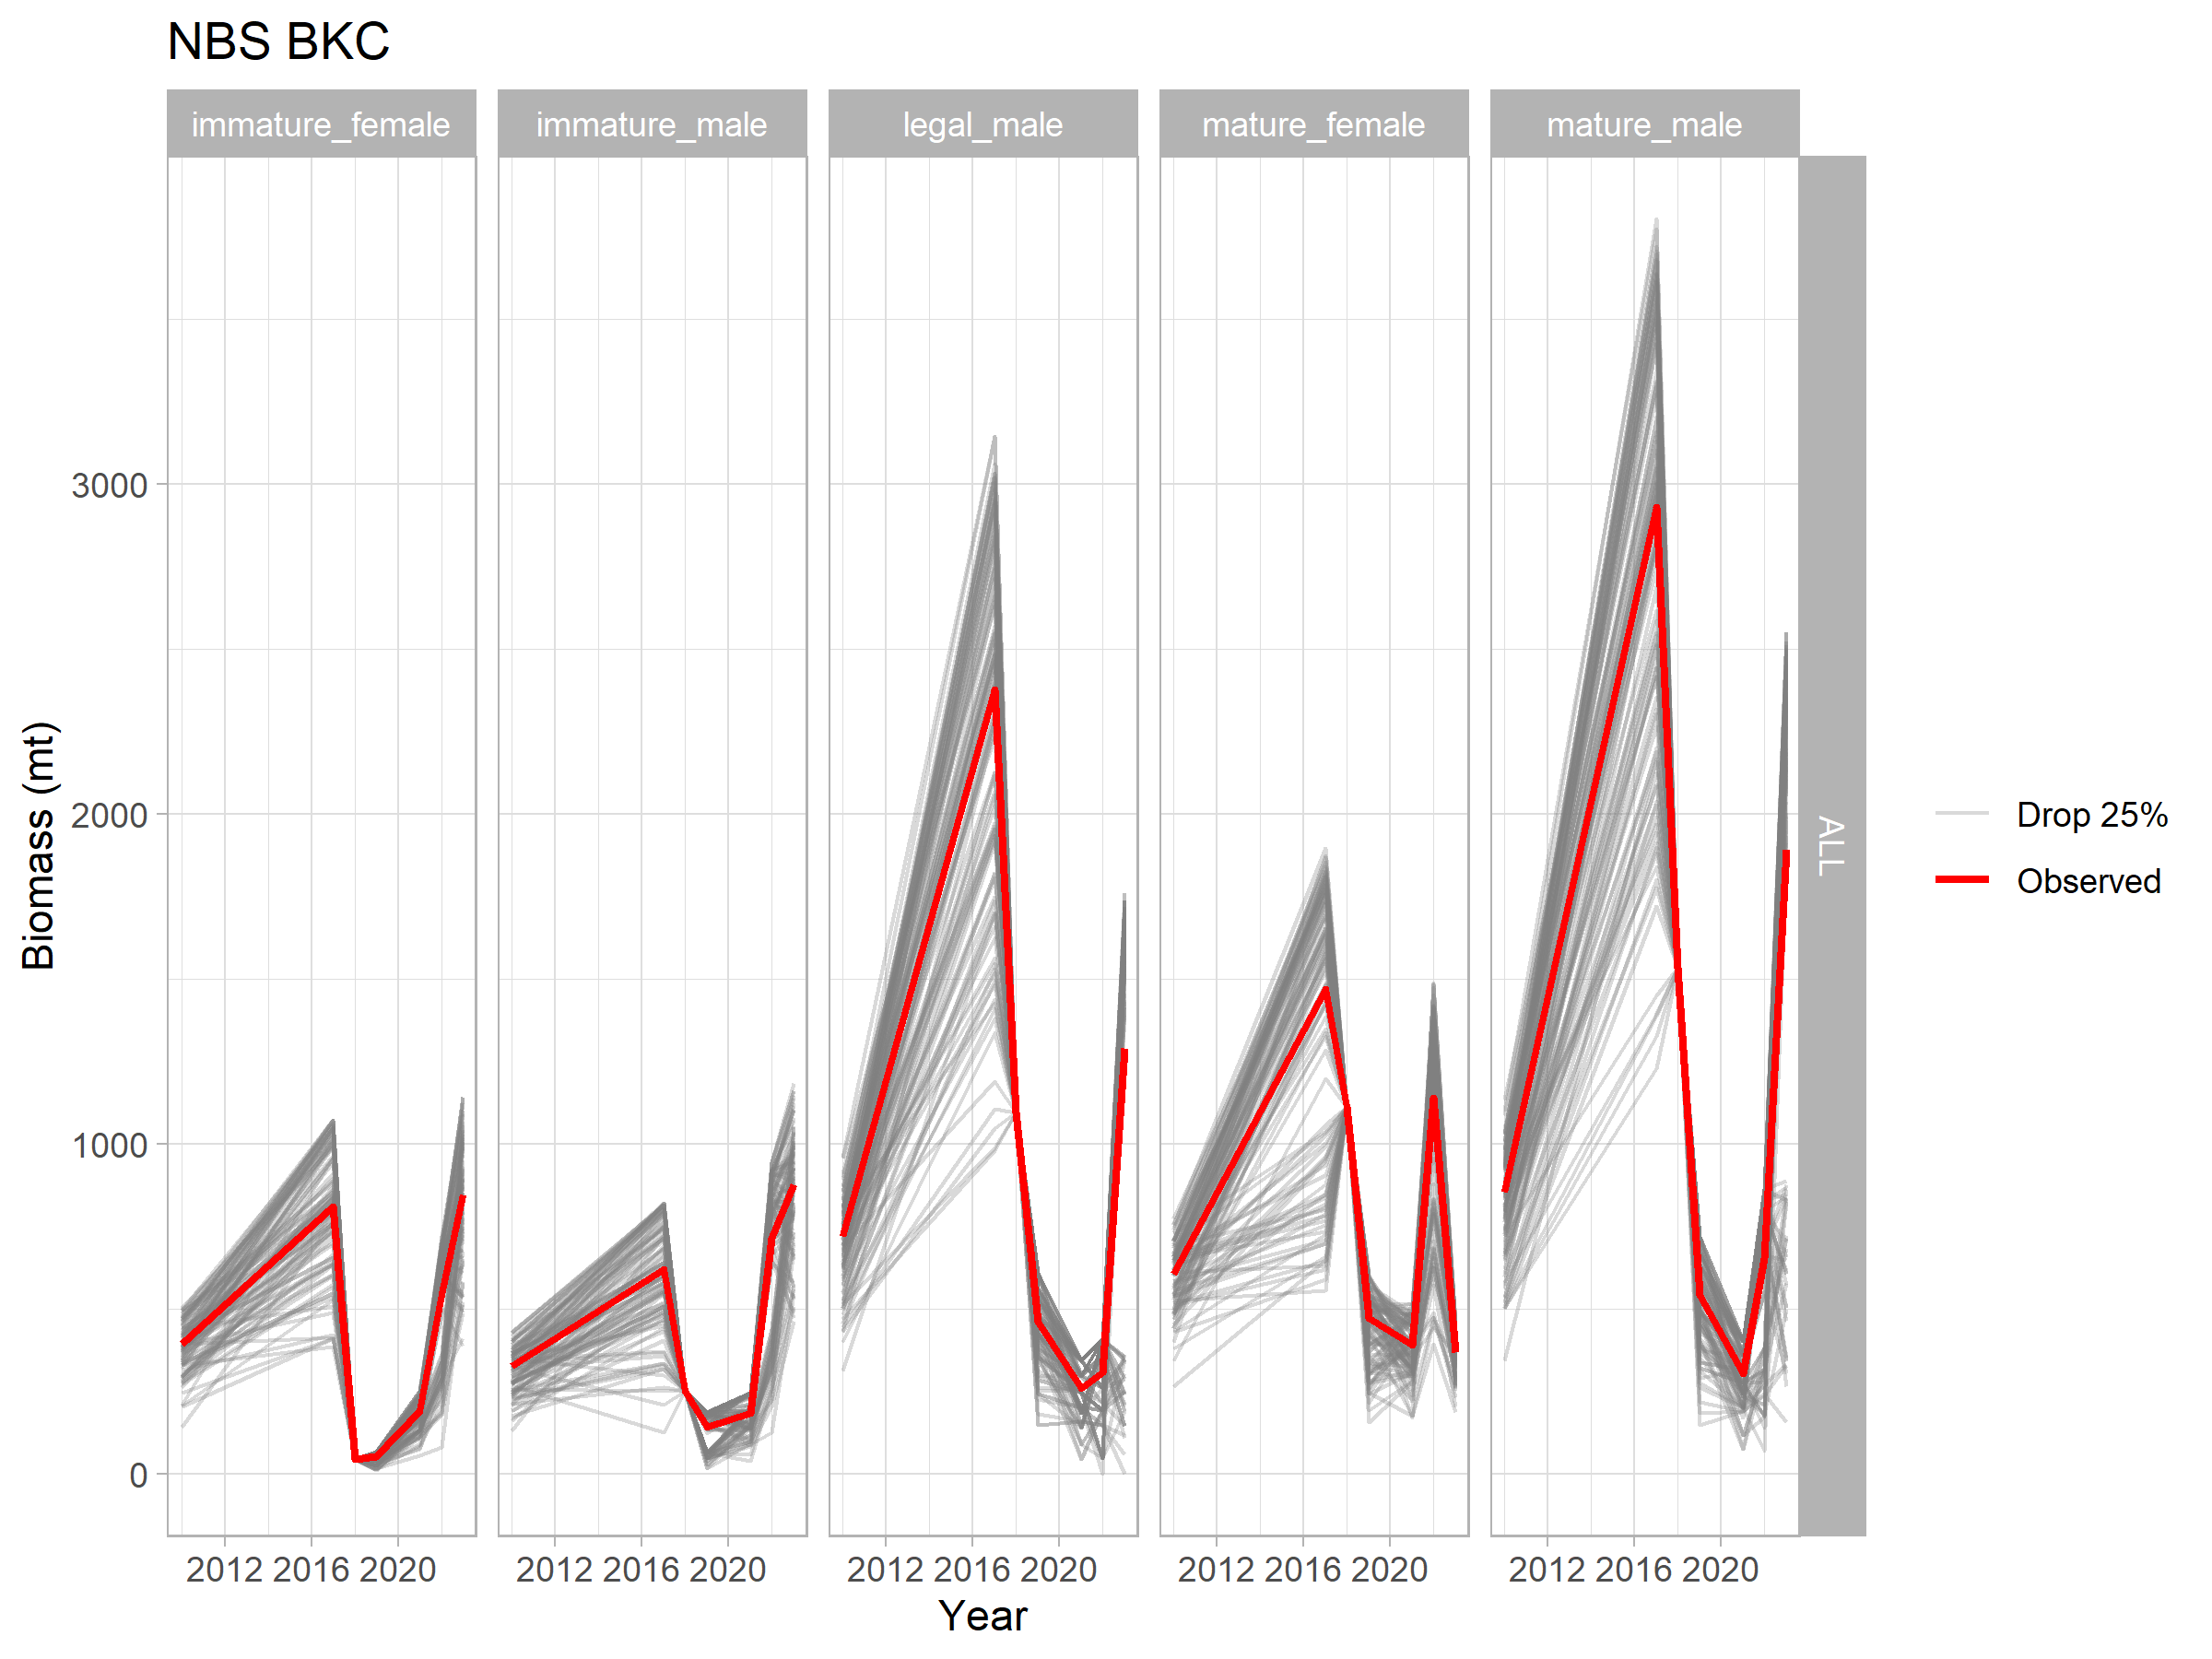 NBS BKC
immature_female immature_male legal_male mature_female mature_male
ALL
Biomass (mt)
3000
2000
1000
0
2012 2016 2020 2012 2016 2020 2012 2016 2020 2012 2016 2020 2012 2016 2020
Year
Drop 25%
Observed